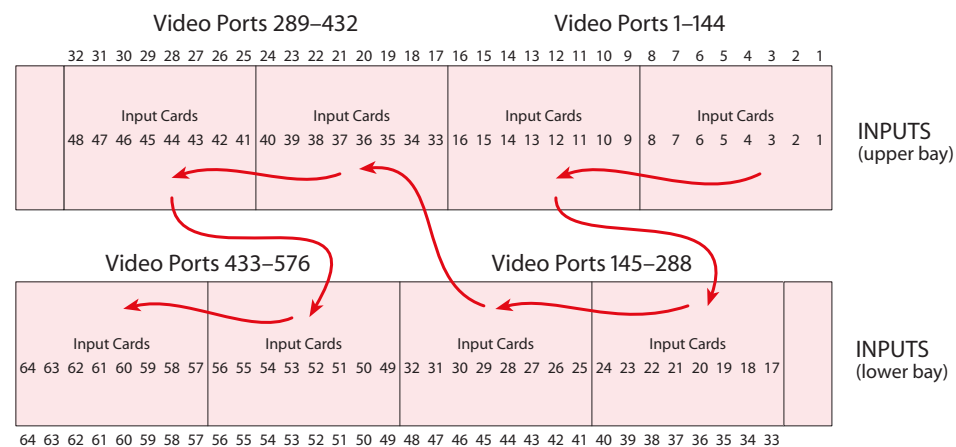 Video Ports 289–432 Video Ports 1–144
32 31 30 29 28 27 26 25 24 23 22 21 20 19 18 17 16 15 14 13 12 11 10 9 8 7 6 5 4 3 2 1
Input Cards Input Cards Input Cards Input Cards
48 47 46 45 44 43 42 41 40 39 38 37 36 35 34 33 16 15 14 13 12 11 10 9 8 7 6 5 4 3 2 1
INPUTS
(upper bay)
Video Ports 433–576 Video Ports 145–288
Input Cards Input Cards Input Cards Input Cards
64 63 62 61 60 59 58 57 56 55 54 53 52 51 50 49 32 31 30 29 28 27 26 25 24 23 22 21 20 19 18 17
INPUTS
(lower bay)
64 63 62 61 60 59 58 57 56 55 54 53 52 51 50 49 48 47 46 45 44 43 42 41 40 39 38 37 36 35 34 33